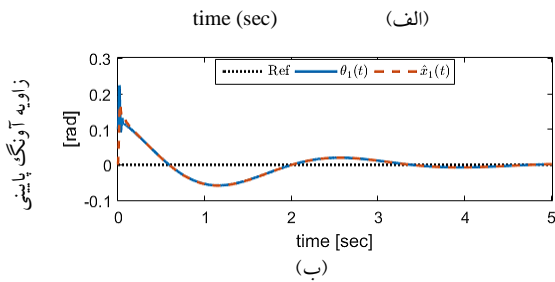 time (sec) (الف)
0.3
0.2
0.1
0
-0.1
Ref θ₁(t) x̂₁(t)
زاویه آونگ پایینی
[rad]
0 1 2 3 4 5
time [sec]
(ب)